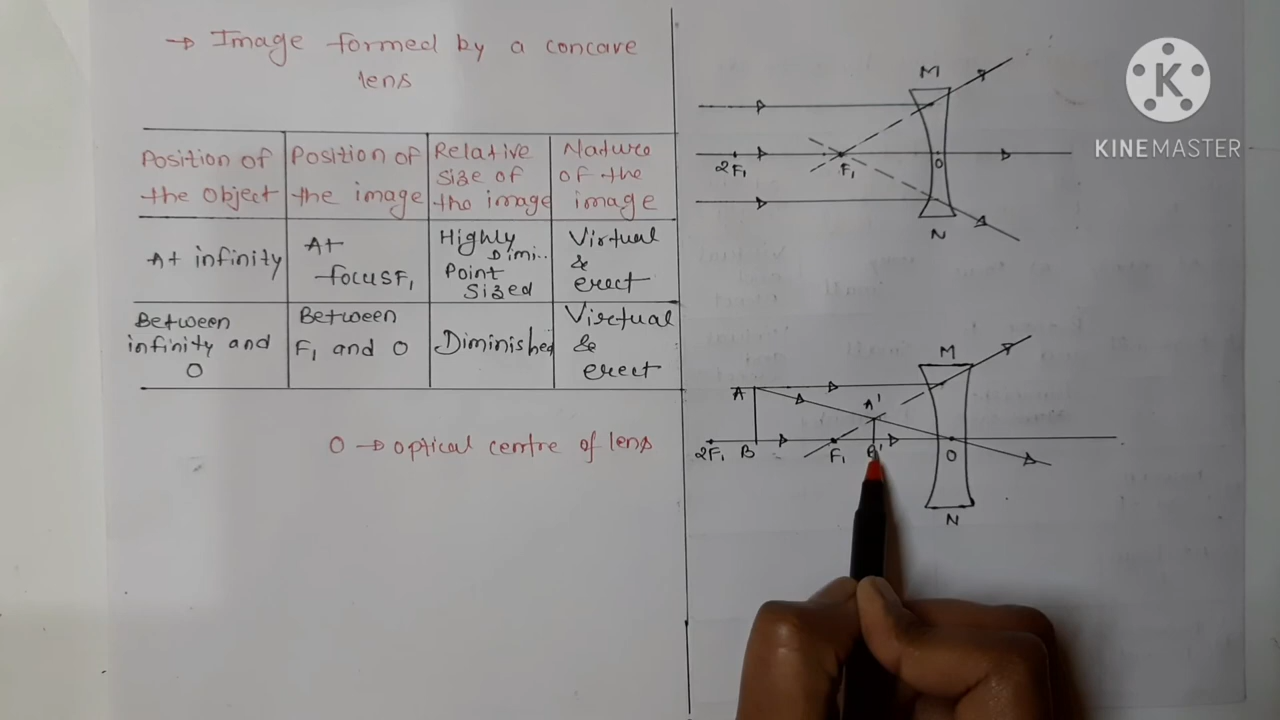 → Image formed by a concave
lens
Position of
the Object
Position of
the image
Relative
size of
the image
Nature
of the
image
At infinity
At
focus F₁
Highly
Dimi..
Point
Sized
Virtual
&
erect
Between
infinity and
O
Between
F₁ and O
Diminished
Virtual
&
erect
O → optical centre of lens
M
2F₁
F₁
O
N
M
A
A'
2F₁
B
F₁
B'
O
N
K
KINEMASTER